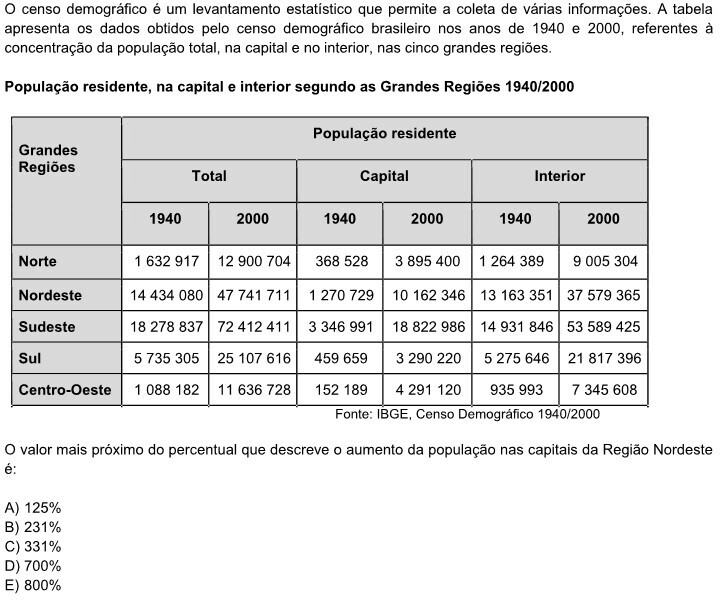 O censo demográfico é um levantamento estatístico que permite a coleta de várias informações. A tabela
apresenta os dados obtidos pelo censo demográfico brasileiro nos anos de 1940 e 2000, referentes à
concentração da população total, na capital e no interior, nas cinco grandes regiões.
População residente, na capital e interior segundo as Grandes Regiões 1940/2000
Grandes
Regiões
População residente
Total Capital Interior
1940 2000 1940 2000 1940 2000
Norte 1 632 917 12 900 704 368 528 3 895 400 1 264 389 9 005 304
Nordeste 14 434 080 47 741 711 1 270 729 10 162 346 13 163 351 37 579 365
Sudeste 18 278 837 72 412 411 3 346 991 18 822 986 14 931 846 53 589 425
Sul 5 735 305 25 107 616 459 659 3 290 220 5 275 646 21 817 396
Centro-Oeste 1 088 182 11 636 728 152 189 4 291 120 935 993 7 345 608
Fonte: IBGE, Censo Demográfico 1940/2000
O valor mais próximo do percentual que descreve o aumento da população nas capitais da Região Nordeste
é:
A) 125%
B) 231%
C) 331%
D) 700%
E) 800%